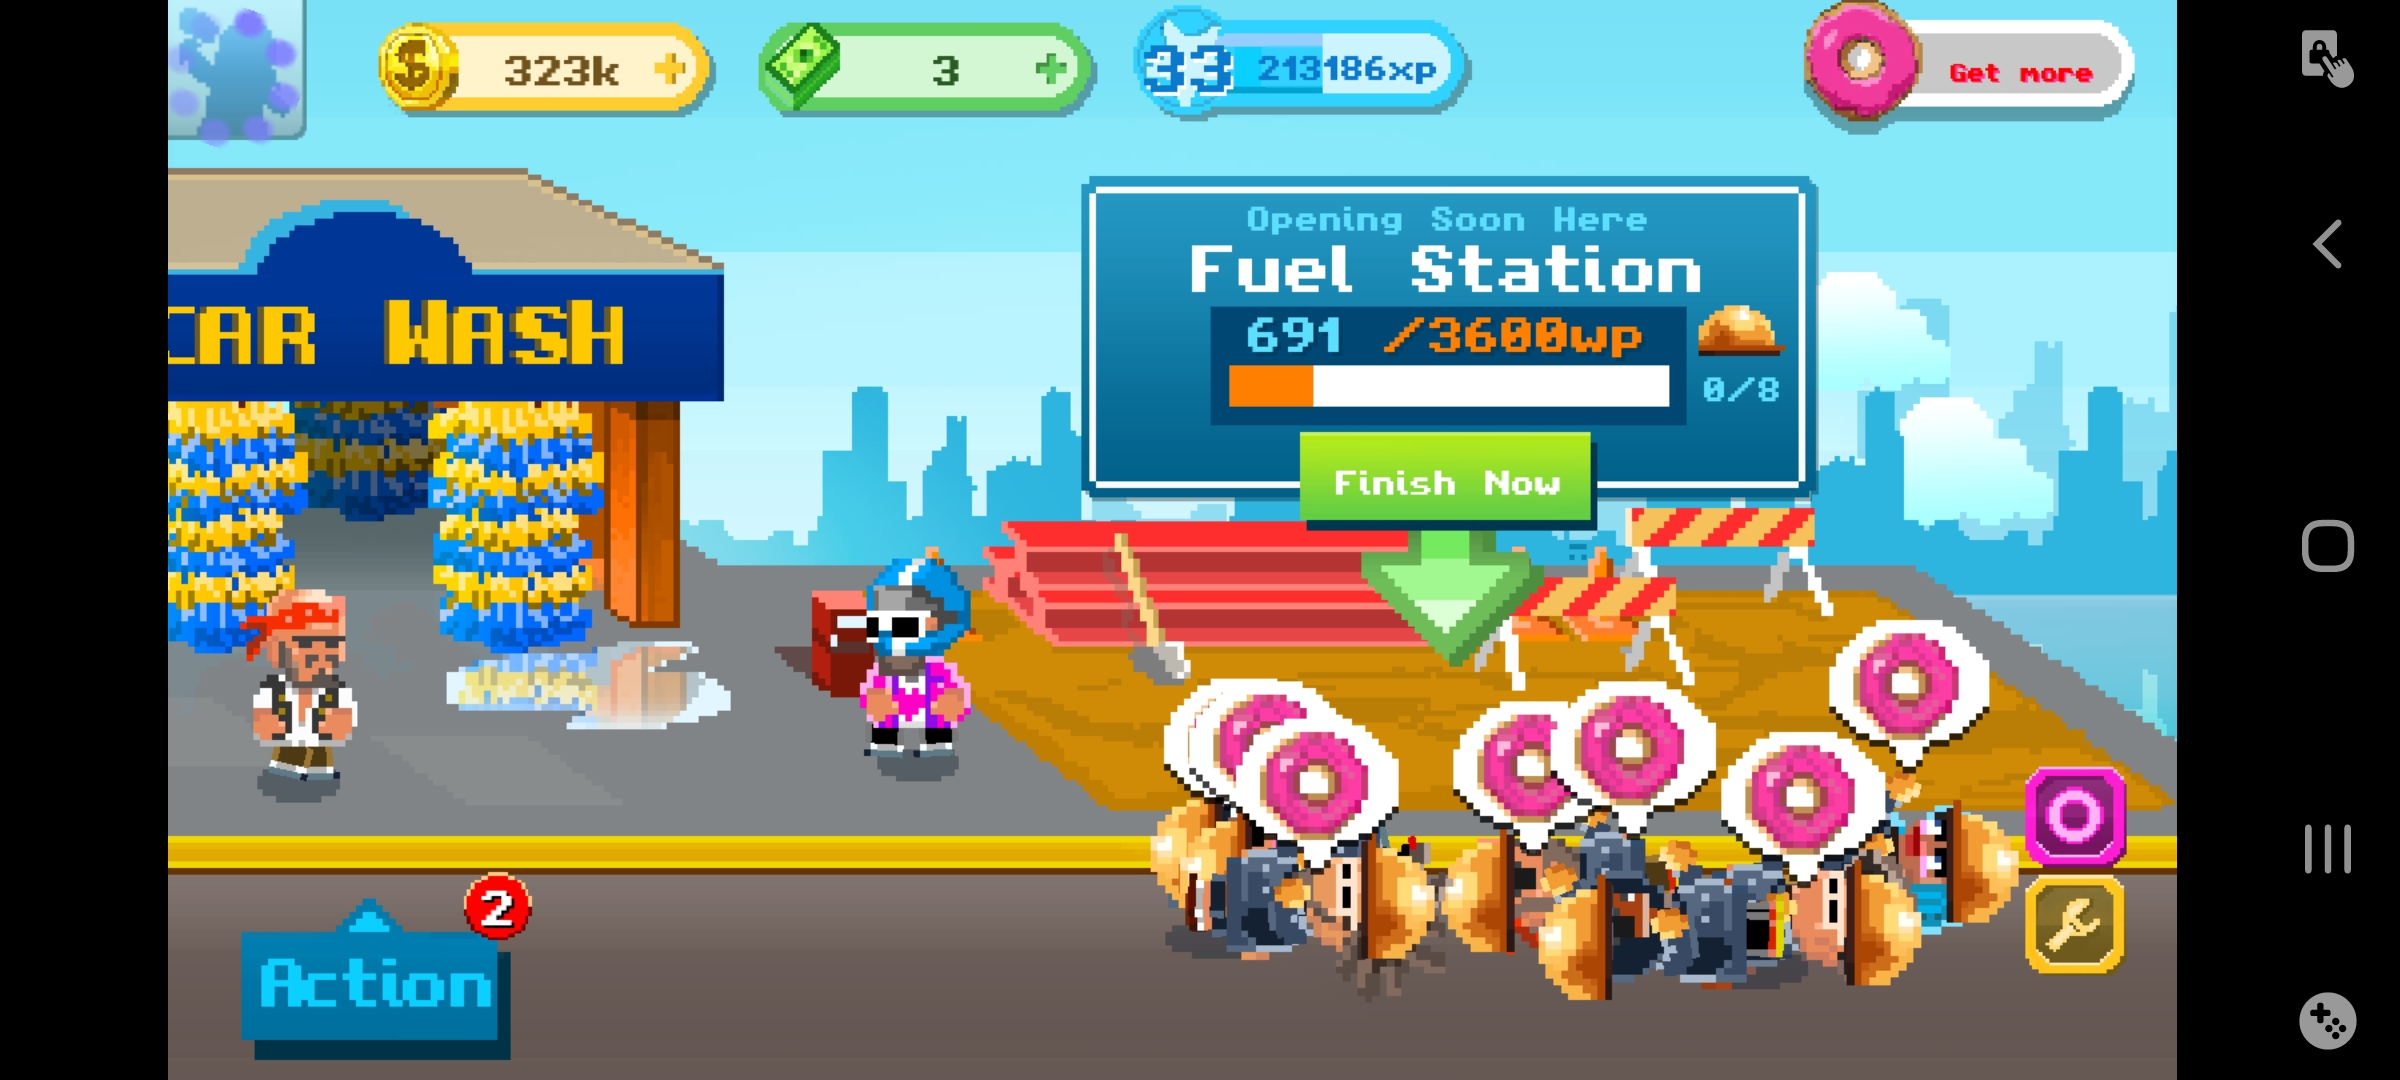 323k
3
33
213186xp
Get more
Opening Soon Here
Fuel Station
691 /3600wp
0/8
Finish Now
CAR WASH
2
Action